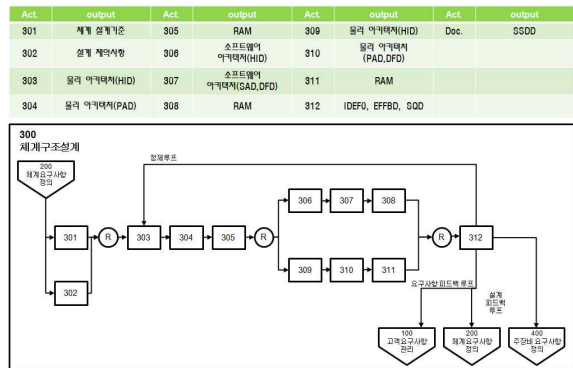 Act. output Act. output Act. output Act. output
301 체계 설계기준 305 RAM 309 물리 아키텍처(HID) Doc. SSDD
302 설계 제약사항 306 소프트웨어 아키텍처(HID) 310 물리 아키텍처 (PAD,DFD)
303 물리 아키텍처(HID) 307 소프트웨어 아키텍처(SAD,DFD) 311 RAM
304 물리 아키텍처(PAD) 308 RAM 312 IDEF0, EFFBD, SQD
300
체계구조설계
200
체계요구사항
정의
정제루프
306 307 308
301 R 303 304 305 R R 312
302
309 310 311
요구사항 피드백 루프
설계
피드백
루프
100
고객요구사항
관리
200
체계요구사항
정의
400
주장비 요구사항
정의